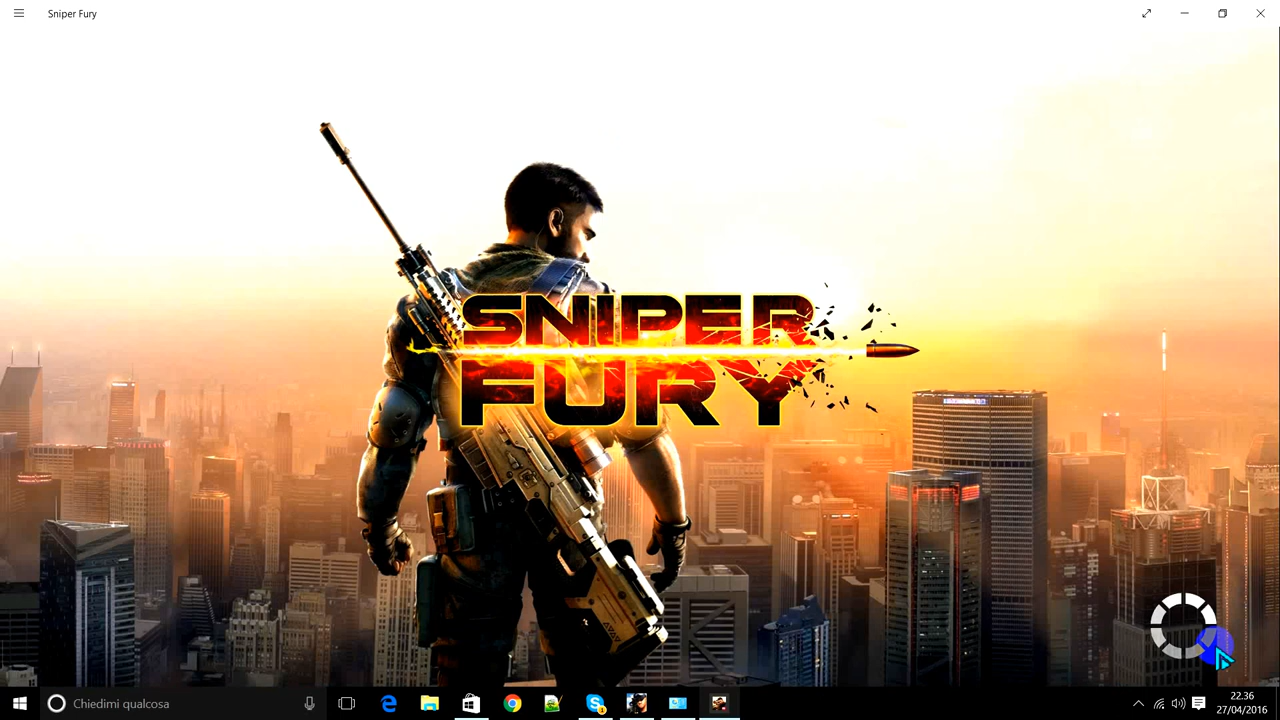 Sniper Fury
SNIPER
FURY
Chiedimi qualcosa
22.36
27/04/2016